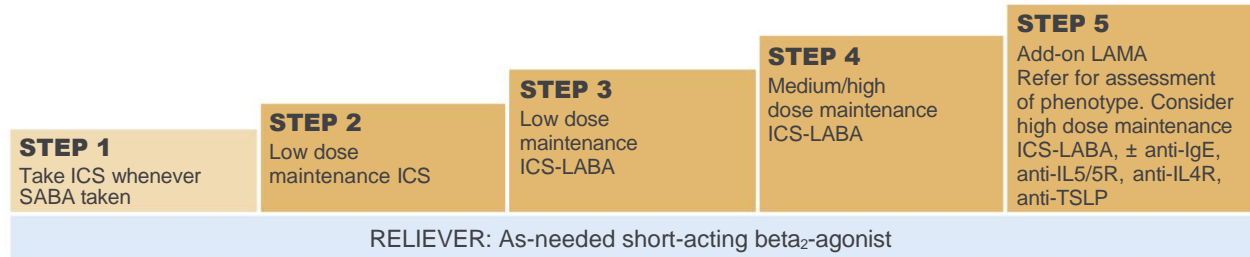 STEP 1
Take ICS whenever
SABA taken
STEP 2
Low dose
maintenance ICS
STEP 3
Low dose
maintenance
ICS-LABA
STEP 4
Medium/high
dose maintenance
ICS-LABA
STEP 5
Add-on LAMA
Refer for assessment
of phenotype. Consider
high dose maintenance
ICS-LABA, ± anti-IgE,
anti-IL5/5R, anti-IL4R,
anti-TSLP
RELIEVER: As-needed short-acting beta₂-agonist